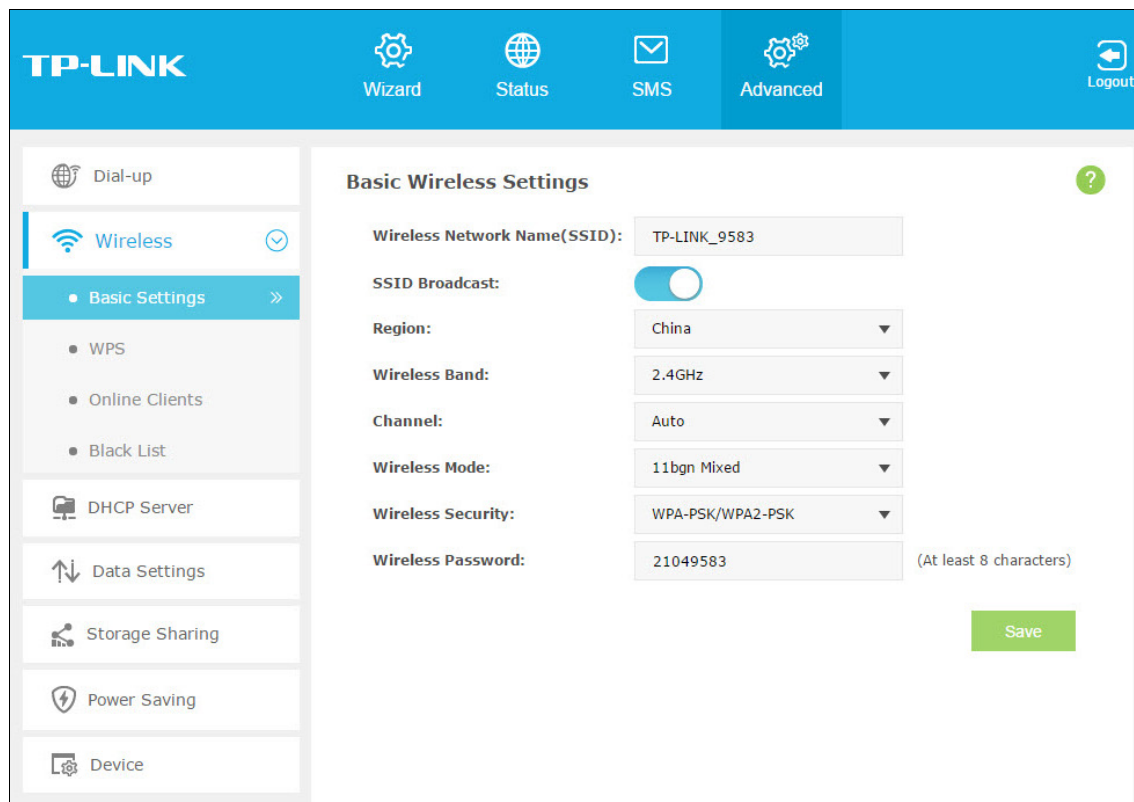 TP-LINK
Wizard
Status
SMS
Advanced
Logout
Dial-up
Wireless
Basic Settings
WPS
Online Clients
Black List
DHCP Server
Data Settings
Storage Sharing
Power Saving
Device
Basic Wireless Settings
?
Wireless Network Name(SSID): TP-LINK_9583
SSID Broadcast:
Region: China
Wireless Band: 2.4GHz
Channel: Auto
Wireless Mode: 11bgn Mixed
Wireless Security: WPA-PSK/WPA2-PSK
Wireless Password: 21049583 (At least 8 characters)
Save